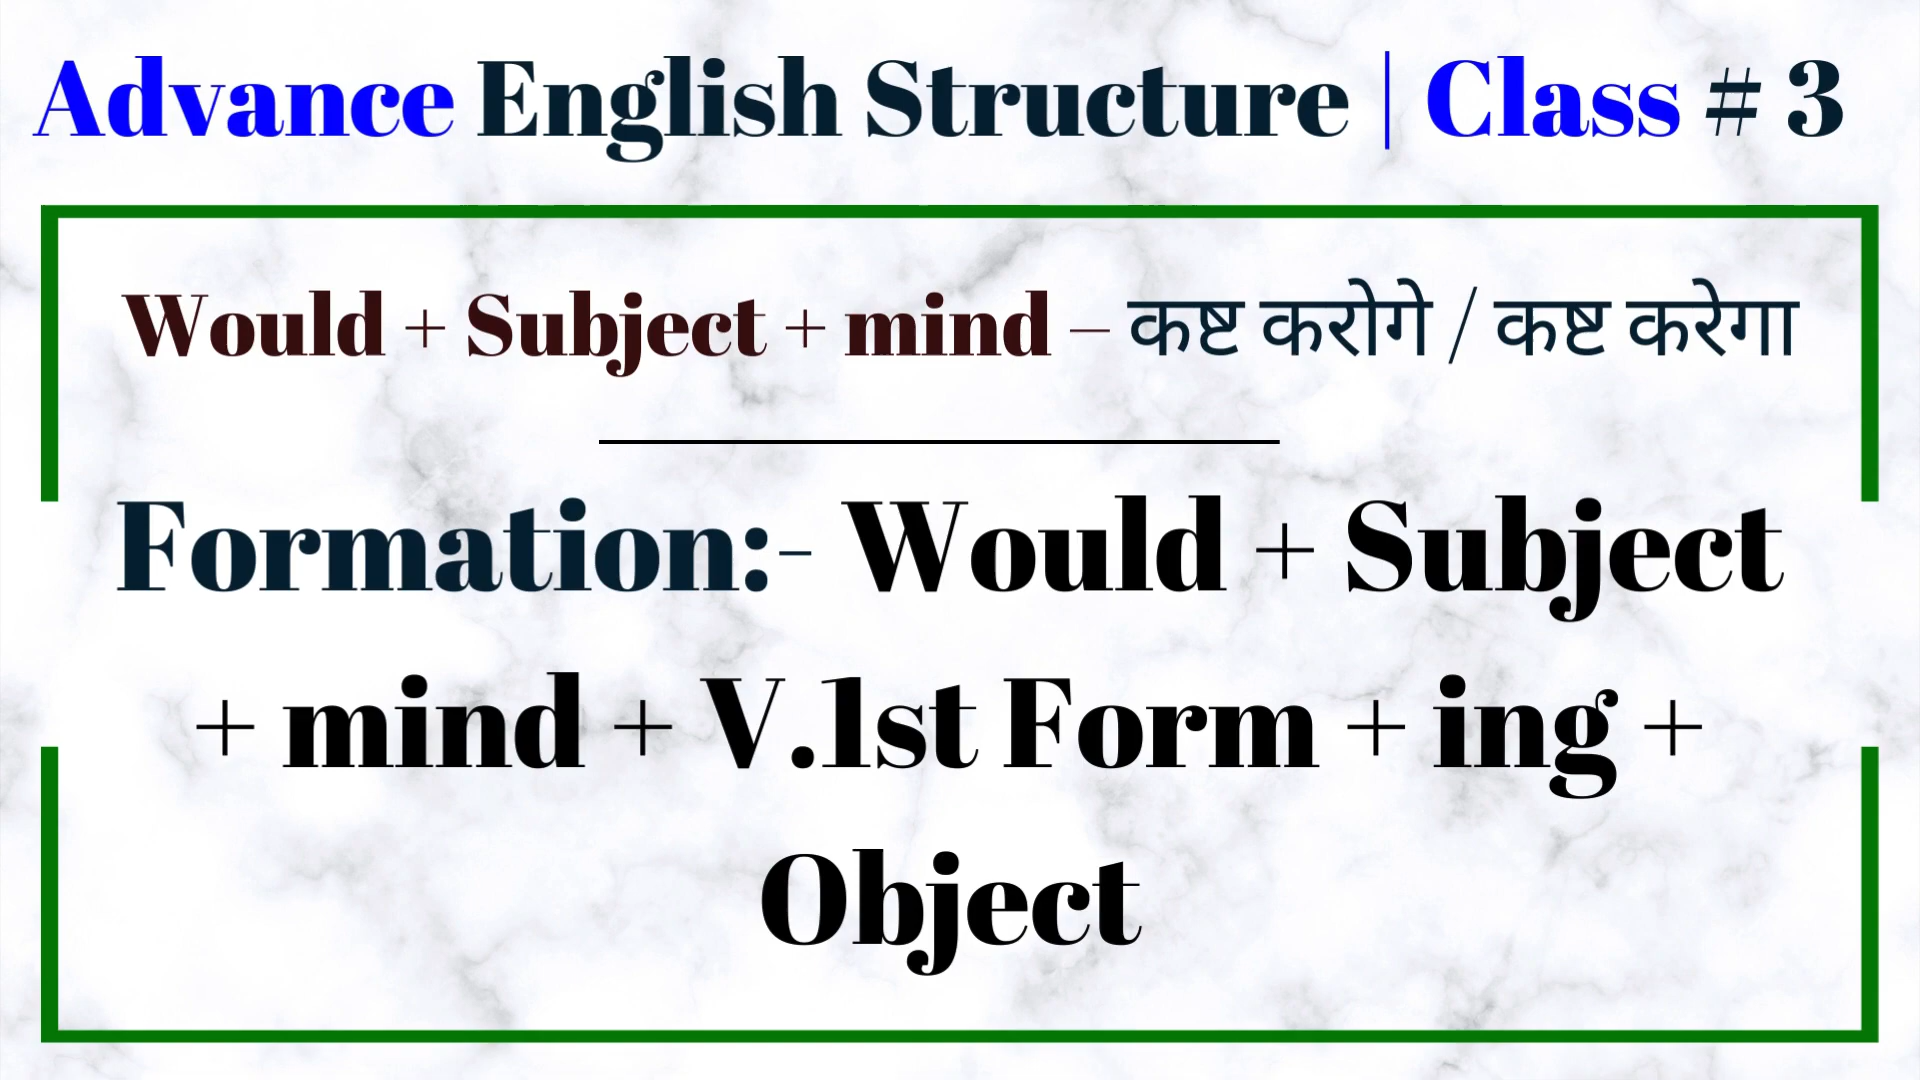 Advance English Structure | Class # 3
Would + Subject + mind – कष्ट करोगे / कष्ट करेगा
Formation:- Would + Subject
+ mind + V.1st Form + ing +
Object